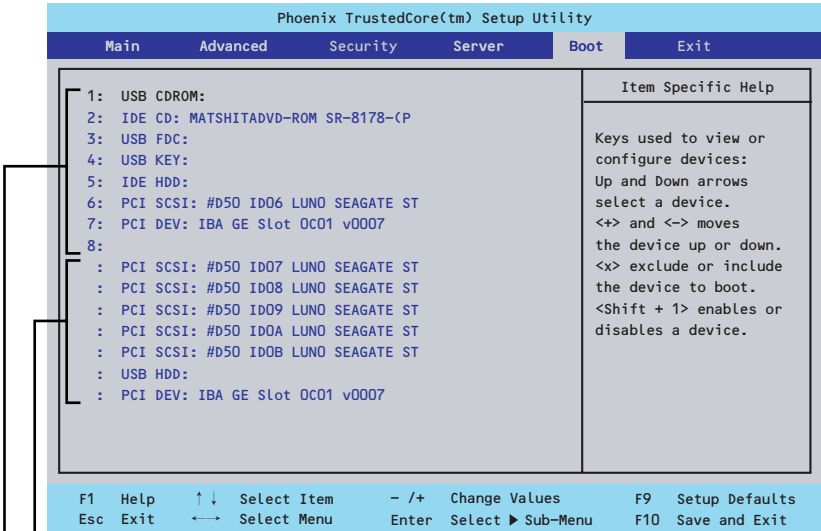 Phoenix TrustedCore(tm) Setup Utility
Main Advanced Security Server Boot Exit
1: USB CDROM:
2: IDE CD: MATSHITADVD-ROM SR-8178-(P
3: USB FDC:
4: USB KEY:
5: IDE HDD:
6: PCI SCSI: #D50 ID06 LUN0 SEAGATE ST
7: PCI DEV: IBA GE Slot 0C01 v0007
8:
: PCI SCSI: #D50 ID07 LUN0 SEAGATE ST
: PCI SCSI: #D50 ID08 LUN0 SEAGATE ST
: PCI SCSI: #D50 ID09 LUN0 SEAGATE ST
: PCI SCSI: #D50 ID0A LUN0 SEAGATE ST
: PCI SCSI: #D50 ID0B LUN0 SEAGATE ST
: USB HDD:
: PCI DEV: IBA GE Slot 0C01 v0007
Item Specific Help
Keys used to view or
configure devices:
Up and Down arrows
select a device.
<+> and <-> moves
the device up or down.
<x> exclude or include
the device to boot.
<Shift + 1> enables or
disables a device.
F1 Help ↑↓ Select Item - /+ Change Values F9 Setup Defaults
Esc Exit ←→ Select Menu Enter Select ▶ Sub-Menu F10 Save and Exit